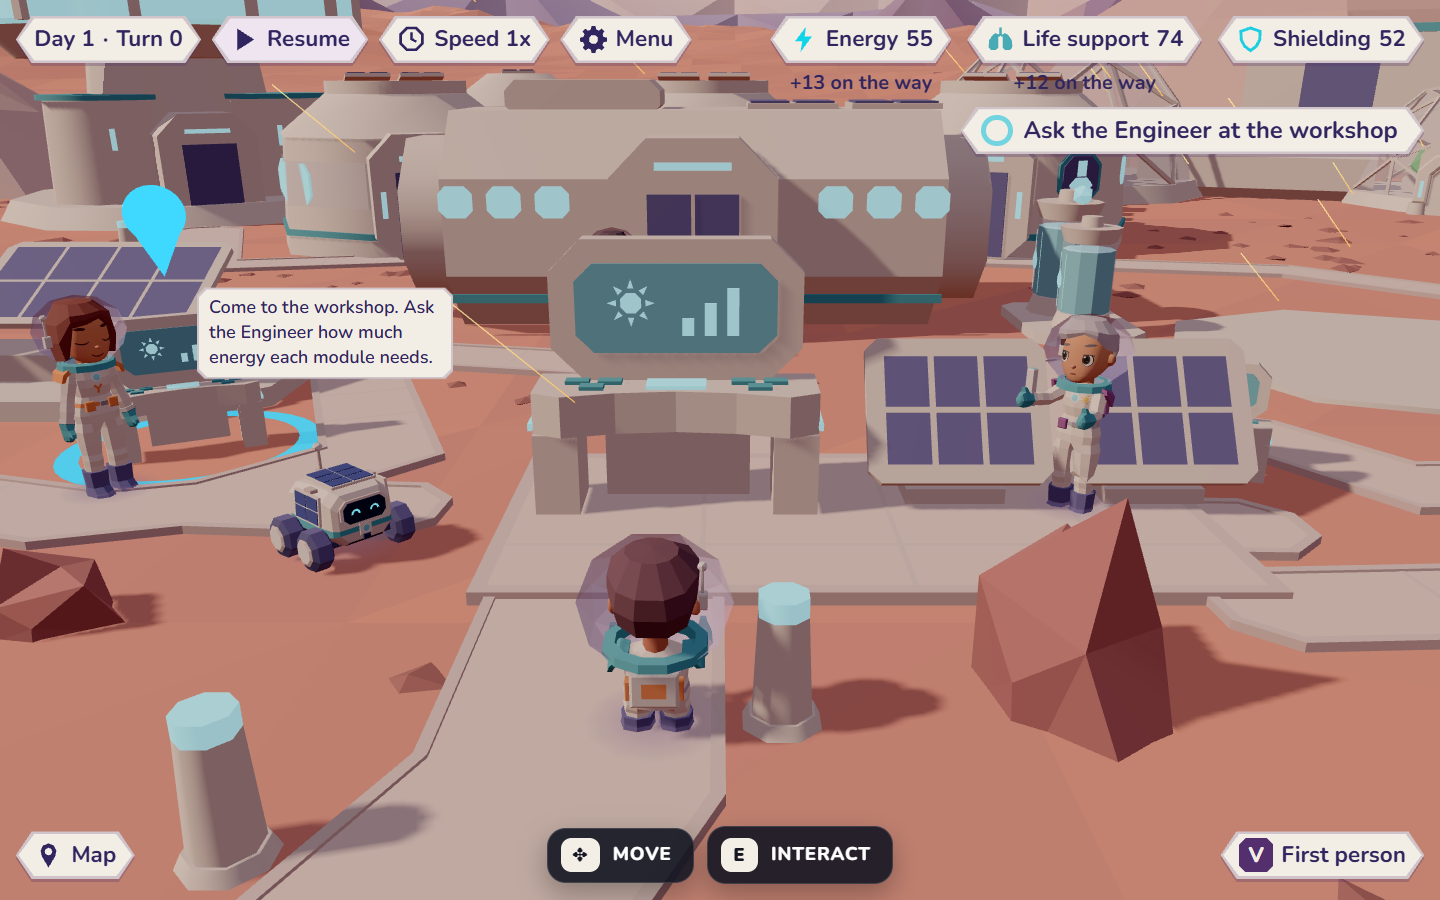 Day 1 · Turn 0
Resume
Speed 1x
Menu
Energy 55
Life support 74
Shielding 52
+13 on the way
+12 on the way
Ask the Engineer at the workshop
Come to the workshop. Ask
the Engineer how much
energy each module needs.
Map
MOVE
E INTERACT
V First person